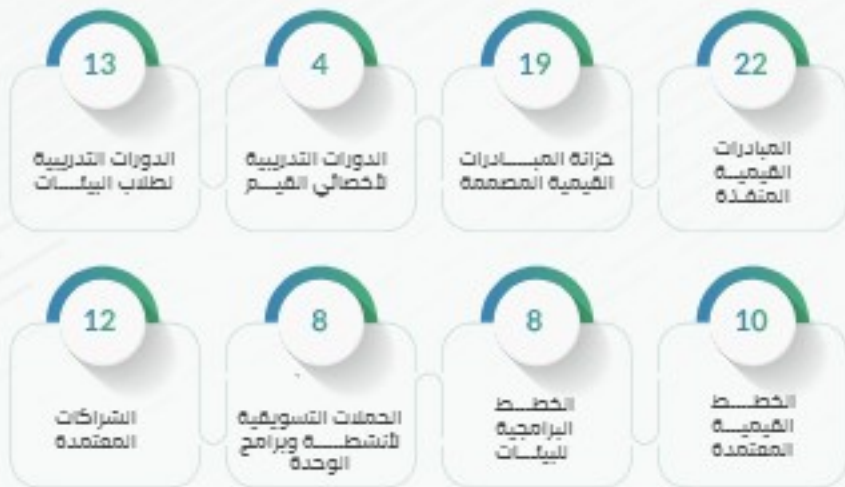 22
المبادرات
القيمية
المنفذة
19
خزانة المبادرات
القيمية المصممة
4
الدورات التدريبية
لأخصائي القيم
13
الدورات التدريبية
لطلاب البيئات
10
الخطط
القيمية
المعتمدة
8
الخطط
البرامجية
للبيئات
8
الحملات التسويقية
لأنشطة وبرامج
الوحدة
12
الشراكات
المعتمدة